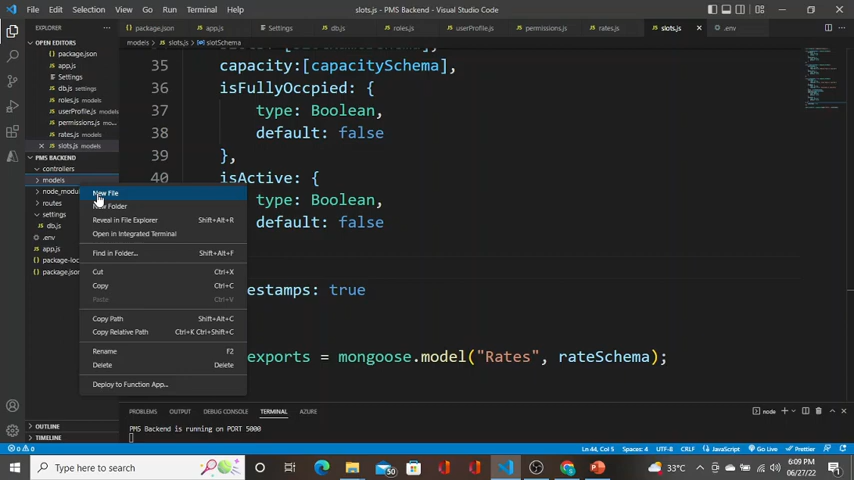 File Edit Selection View Go Run Terminal Help slots.js - PMS Backend - Visual Studio Code
EXPLORER
package.json app.js Settings db.js roles.js userProfile.js permissions.js rates.js slots.js .env
models > slots.js > slotSchema
OPEN EDITORS
package.json
app.js
Settings
db.js
roles.js models
userProfile.js models
permissions.js m...
rates.js models
slots.js models
PMS BACKEND
controllers
models
node_modul
routes
settings
db.js
.env
app.js
package-loc
package.json
New File
New Folder
Reveal in File Explorer Shift+Alt+R
Open in Integrated Terminal
Find in Folder... Shift+Alt+F
Cut Ctrl+X
Copy Ctrl+C
Paste Ctrl+V
Copy Path Shift+Alt+C
Copy Relative Path Ctrl+K Ctrl+Shift+C
Rename F2
Delete Delete
Deploy to Function App...
35 capacity:[capacitySchema],
36 isFullyOccpied: {
37 type: Boolean,
38 default: false
39 },
40 isActive: {
type: Boolean,
default: false
estamps: true
exports = mongoose.model("Rates", rateSchema);
OUTLINE
TIMELINE
PROBLEMS OUTPUT DEBUG CONSOLE TERMINAL AZURE
node
PMS Backend is running on PORT 5000
0 0
Ln 44, Col 5 Spaces: 4 UTF-8 CRLF JavaScript Go Live Prettier
Type here to search
50
33°C
6:09 PM
06/27/22